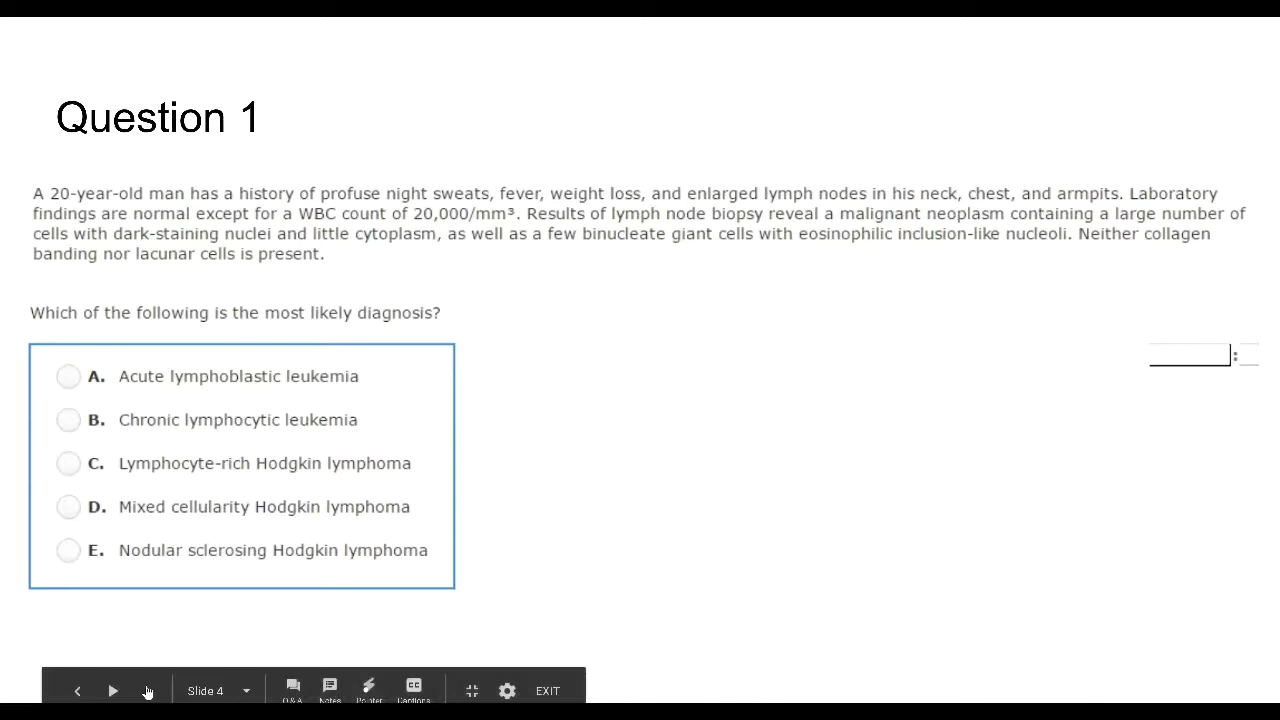 Question 1
A 20-year-old man has a history of profuse night sweats, fever, weight loss, and enlarged lymph nodes in his neck, chest, and armpits. Laboratory
findings are normal except for a WBC count of 20,000/mm³. Results of lymph node biopsy reveal a malignant neoplasm containing a large number of
cells with dark-staining nuclei and little cytoplasm, as well as a few binucleate giant cells with eosinophilic inclusion-like nucleoli. Neither collagen
banding nor lacunar cells is present.
Which of the following is the most likely diagnosis?
A. Acute lymphoblastic leukemia
B. Chronic lymphocytic leukemia
C. Lymphocyte-rich Hodgkin lymphoma
D. Mixed cellularity Hodgkin lymphoma
E. Nodular sclerosing Hodgkin lymphoma
:
Slide 4
Q & A Notes Pointer Captions
EXIT